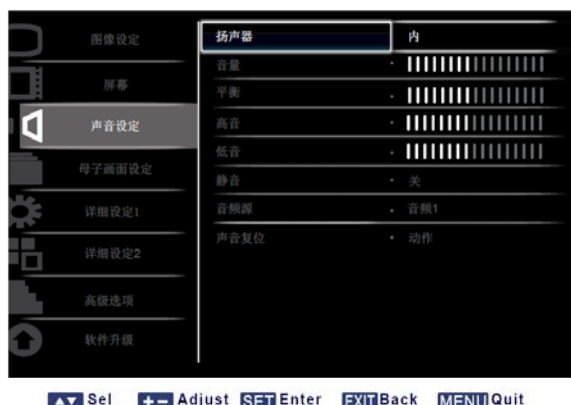 图像设定
屏幕
声音设定
母子画面设定
详细设定1
详细设定2
高级选项
软件升级
扬声器 内
音量
平衡
高音
低音
静音 关
音频源 音频1
声音复位 动作
Sel Adjust SET Enter EXIT Back MENU Quit